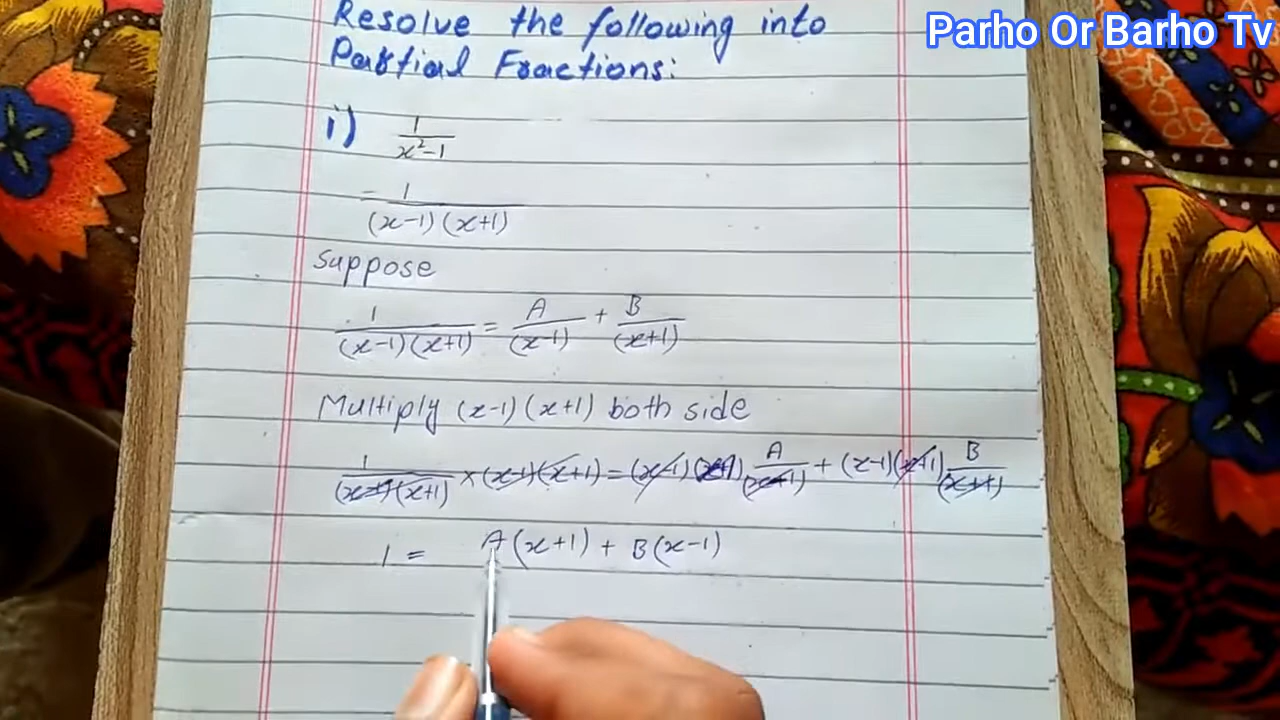 Parho Or Barho Tv
Resolve the following into
Partial Fractions:
i) 1/(x²-1)
= 1/((x-1)(x+1))
Suppose
1/((x-1)(x+1)) = A/(x-1) + B/(x+1)
Multiply (x-1)(x+1) both side
1/((x-1)(x+1)) × (x-1)(x+1) = (x-1)(x+1) A/(x-1) + (x-1)(x+1) B/(x+1)
1 = A(x+1) + B(x-1)